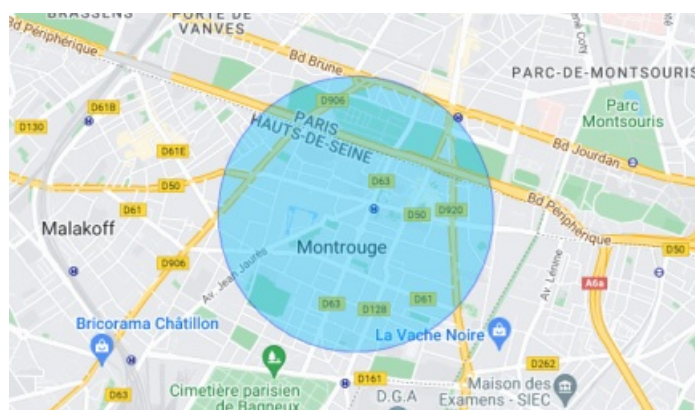 BRASSENS
PORTE DE
VANVES
Bd Périphérique
Bd Brune
PARC-DE-MONTSOURIS
D61B
D906
PARIS
HAUTS-DE-SEINE
Parc
Montsouris
D130
D61E
Bd Jourdan
D50
D63
D61
D50
D920
Bd Périphérique
Malakoff
Montrouge
D50
D906
Av. Jean Jaurès
Av. Lénine
A6a
D63
D128
D61
Bricorama Châtillon
La Vache Noire
D262
Cimetière parisien
de Bagneux
D161
D.G.A
Maison des
Examens - SIEC
D63